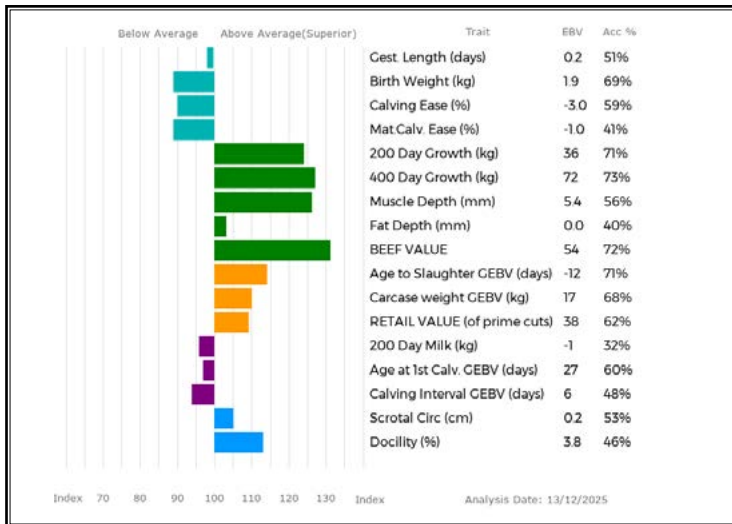 Below Average Above Average(Superior) Trait EBV Acc %
Gest. Length (days) 0.2 51%
Birth Weight (kg) 1.9 69%
Calving Ease (%) -3.0 59%
Mat.Calv. Ease (%) -1.0 41%
200 Day Growth (kg) 36 71%
400 Day Growth (kg) 72 73%
Muscle Depth (mm) 5.4 56%
Fat Depth (mm) 0.0 40%
BEEF VALUE 54 72%
Age to Slaughter GEBV (days) -12 71%
Carcase weight GEBV (kg) 17 68%
RETAIL VALUE (of prime cuts) 38 62%
200 Day Milk (kg) -1 32%
Age at 1st Calv. GEBV (days) 27 60%
Calving Interval GEBV (days) 6 48%
Scrotal Circ (cm) 0.2 53%
Docility (%) 3.8 46%
Index 70 80 90 100 110 120 130 Index Analysis Date: 13/12/2025